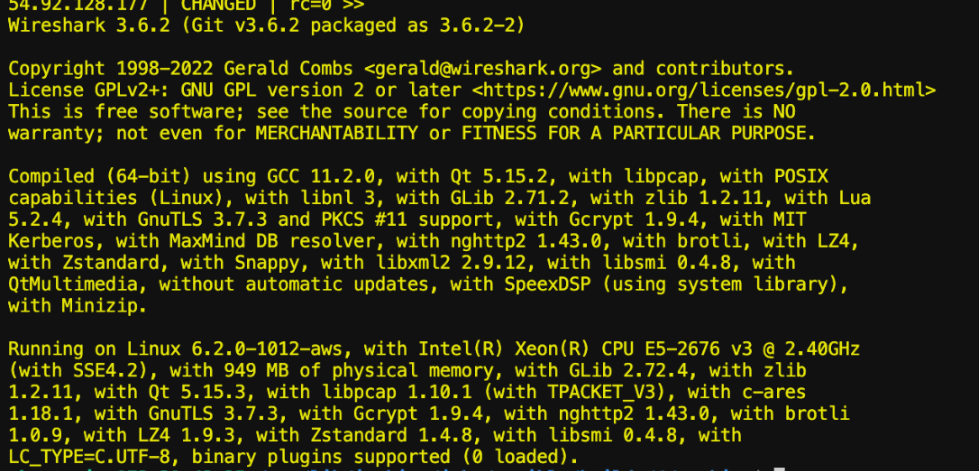 54.92.128.177 | CHANGED | rc=0 >>
Wireshark 3.6.2 (Git v3.6.2 packaged as 3.6.2-2)
Copyright 1998-2022 Gerald Combs <gerald@wireshark.org> and contributors.
License GPLv2+: GNU GPL version 2 or later <https://www.gnu.org/licenses/gpl-2.0.html>
This is free software; see the source for copying conditions. There is NO
warranty; not even for MERCHANTABILITY or FITNESS FOR A PARTICULAR PURPOSE.
Compiled (64-bit) using GCC 11.2.0, with Qt 5.15.2, with libpcap, with POSIX
capabilities (Linux), with libnl 3, with GLib 2.71.2, with zlib 1.2.11, with Lua
5.2.4, with GnuTLS 3.7.3 and PKCS #11 support, with Gcrypt 1.9.4, with MIT
Kerberos, with MaxMind DB resolver, with nghttp2 1.43.0, with brotli, with LZ4,
with Zstandard, with Snappy, with libxml2 2.9.12, with libsmi 0.4.8, with
QtMultimedia, without automatic updates, with SpeexDSP (using system library),
with Minizip.
Running on Linux 6.2.0-1012-aws, with Intel(R) Xeon(R) CPU E5-2676 v3 @ 2.40GHz
(with SSE4.2), with 949 MB of physical memory, with GLib 2.72.4, with zlib
1.2.11, with Qt 5.15.3, with libpcap 1.10.1 (with TPACKET_V3), with c-ares
1.18.1, with GnuTLS 3.7.3, with Gcrypt 1.9.4, with nghttp2 1.43.0, with brotli
1.0.9, with LZ4 1.9.3, with Zstandard 1.4.8, with libsmi 0.4.8, with
LC_TYPE=C.UTF-8, binary plugins supported (0 loaded).